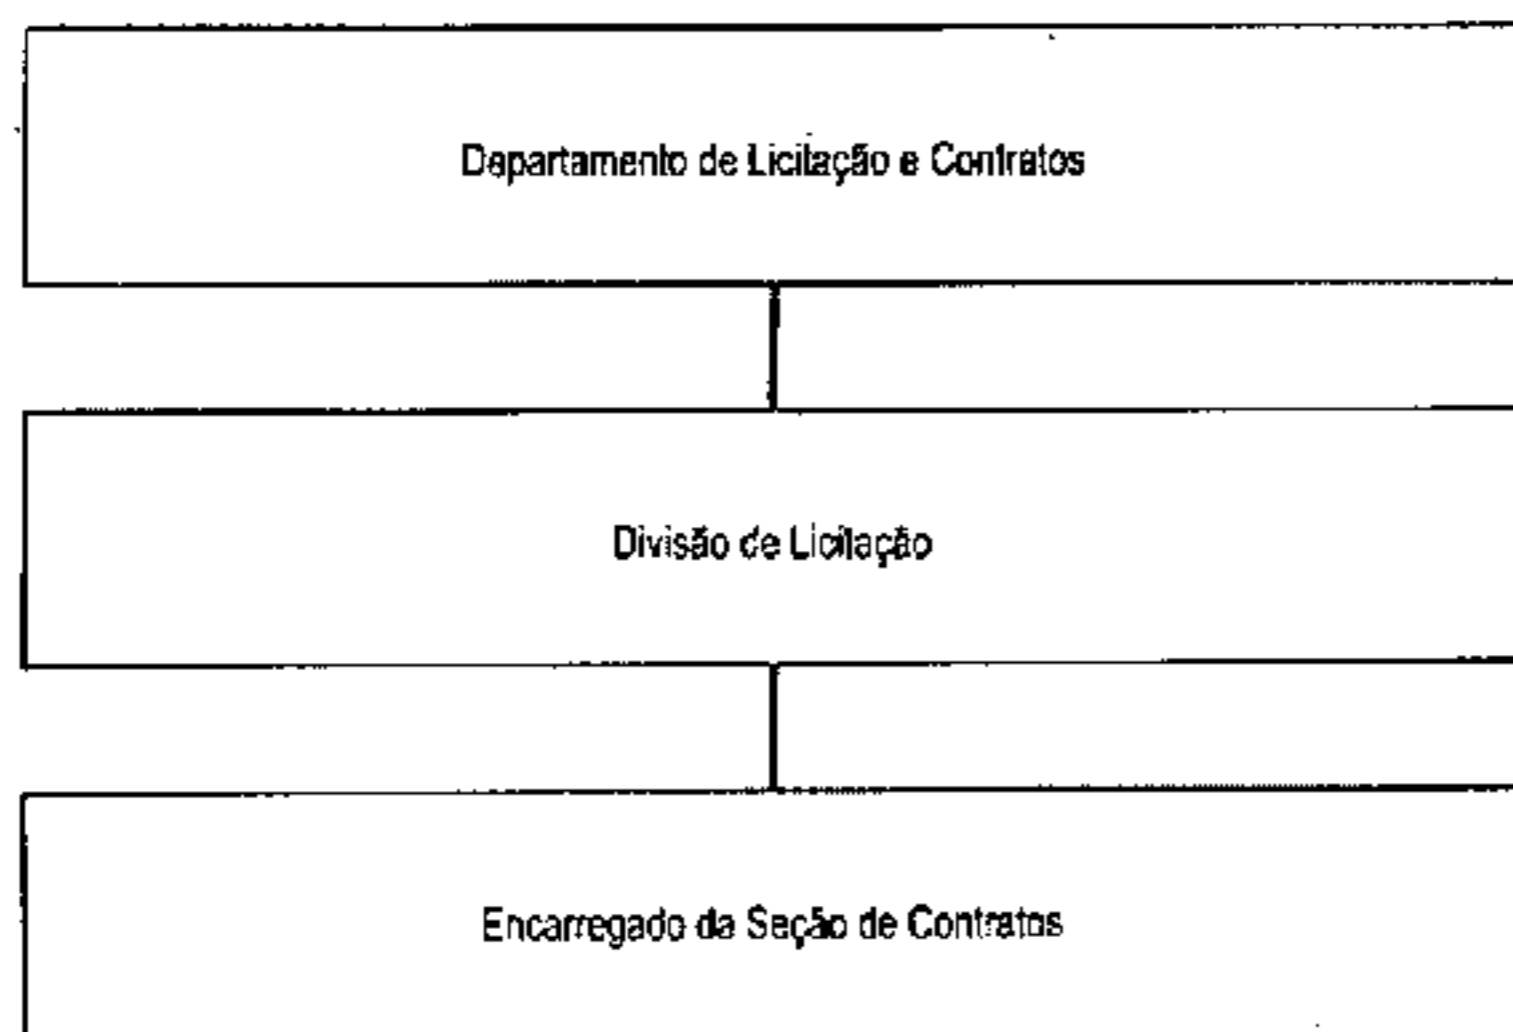 Departamento de Licitação e Contratos
Divisão de Licitação
Encarregado da Seção de Contratos